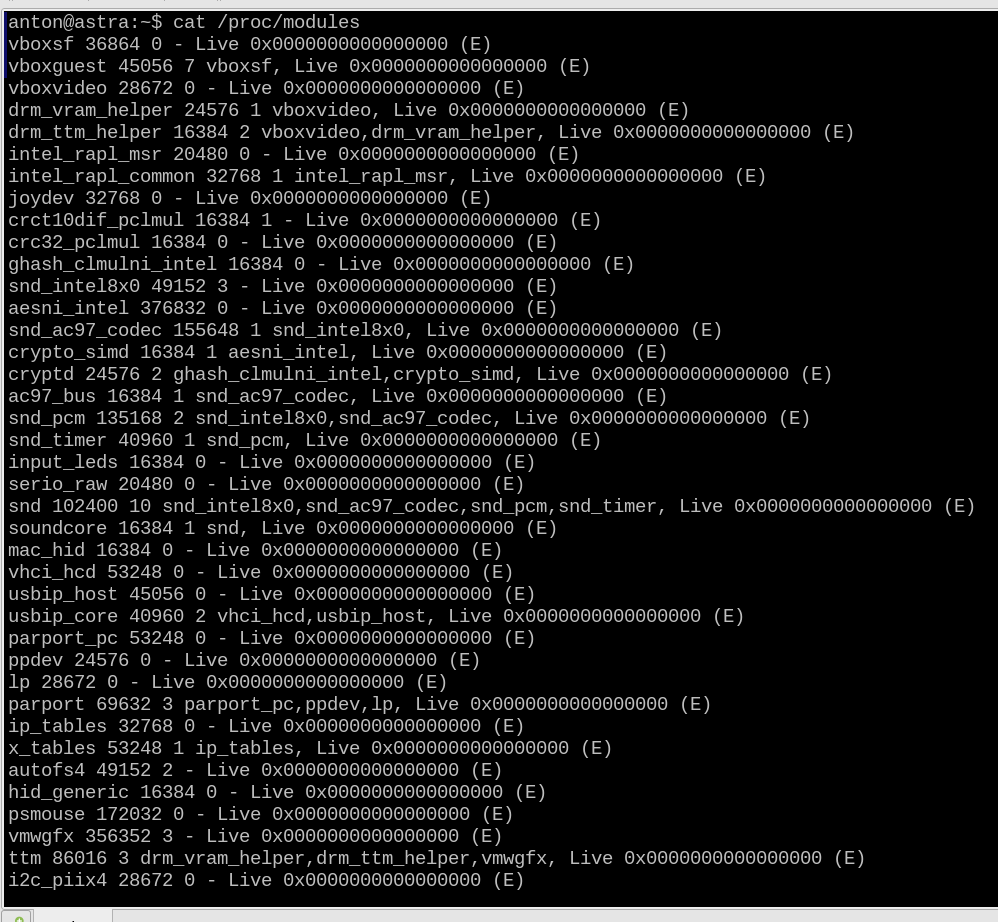 anton@astra:~$ cat /proc/modules
vboxsf 36864 0 - Live 0x0000000000000000 (E)
vboxguest 45056 7 vboxsf, Live 0x0000000000000000 (E)
vboxvideo 28672 0 - Live 0x0000000000000000 (E)
drm_vram_helper 24576 1 vboxvideo, Live 0x0000000000000000 (E)
drm_ttm_helper 16384 2 vboxvideo,drm_vram_helper, Live 0x0000000000000000 (E)
intel_rapl_msr 20480 0 - Live 0x0000000000000000 (E)
intel_rapl_common 32768 1 intel_rapl_msr, Live 0x0000000000000000 (E)
joydev 32768 0 - Live 0x0000000000000000 (E)
crct10dif_pclmul 16384 1 - Live 0x0000000000000000 (E)
crc32_pclmul 16384 0 - Live 0x0000000000000000 (E)
ghash_clmulni_intel 16384 0 - Live 0x0000000000000000 (E)
snd_intel8x0 49152 3 - Live 0x0000000000000000 (E)
aesni_intel 376832 0 - Live 0x0000000000000000 (E)
snd_ac97_codec 155648 1 snd_intel8x0, Live 0x0000000000000000 (E)
crypto_simd 16384 1 aesni_intel, Live 0x0000000000000000 (E)
cryptd 24576 2 ghash_clmulni_intel,crypto_simd, Live 0x0000000000000000 (E)
ac97_bus 16384 1 snd_ac97_codec, Live 0x0000000000000000 (E)
snd_pcm 135168 2 snd_intel8x0,snd_ac97_codec, Live 0x0000000000000000 (E)
snd_timer 40960 1 snd_pcm, Live 0x0000000000000000 (E)
input_leds 16384 0 - Live 0x0000000000000000 (E)
serio_raw 20480 0 - Live 0x0000000000000000 (E)
snd 102400 10 snd_intel8x0,snd_ac97_codec,snd_pcm,snd_timer, Live 0x0000000000000000 (E)
soundcore 16384 1 snd, Live 0x0000000000000000 (E)
mac_hid 16384 0 - Live 0x0000000000000000 (E)
vhci_hcd 53248 0 - Live 0x0000000000000000 (E)
usbip_host 45056 0 - Live 0x0000000000000000 (E)
usbip_core 40960 2 vhci_hcd,usbip_host, Live 0x0000000000000000 (E)
parport_pc 53248 0 - Live 0x0000000000000000 (E)
ppdev 24576 0 - Live 0x0000000000000000 (E)
lp 28672 0 - Live 0x0000000000000000 (E)
parport 69632 3 parport_pc,ppdev,lp, Live 0x0000000000000000 (E)
ip_tables 32768 0 - Live 0x0000000000000000 (E)
x_tables 53248 1 ip_tables, Live 0x0000000000000000 (E)
autofs4 49152 2 - Live 0x0000000000000000 (E)
hid_generic 16384 0 - Live 0x0000000000000000 (E)
psmouse 172032 0 - Live 0x0000000000000000 (E)
vmwgfx 356352 3 - Live 0x0000000000000000 (E)
ttm 86016 3 drm_vram_helper,drm_ttm_helper,vmwgfx, Live 0x0000000000000000 (E)
i2c_piix4 28672 0 - Live 0x0000000000000000 (E)